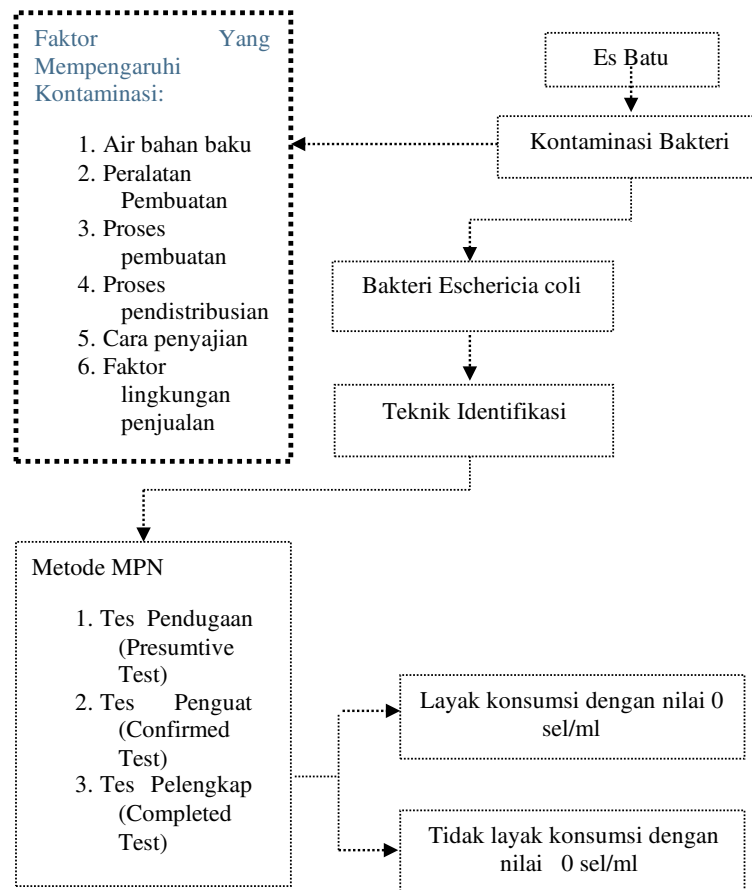 Faktor Yang
Mempengaruhi
Kontaminasi:
1. Air bahan baku
2. Peralatan
Pembuatan
3. Proses
pembuatan
4. Proses
pendistribusian
5. Cara penyajian
6. Faktor
lingkungan
penjualan
Es Batu
Kontaminasi Bakteri
Bakteri Eschericia coli
Teknik Identifikasi
Metode MPN
1. Tes Pendugaan
(Presumtive
Test)
2. Tes Penguat
(Confirmed
Test)
3. Tes Pelengkap
(Completed
Test)
Layak konsumsi dengan nilai 0
sel/ml
Tidak layak konsumsi dengan
nilai 0 sel/ml